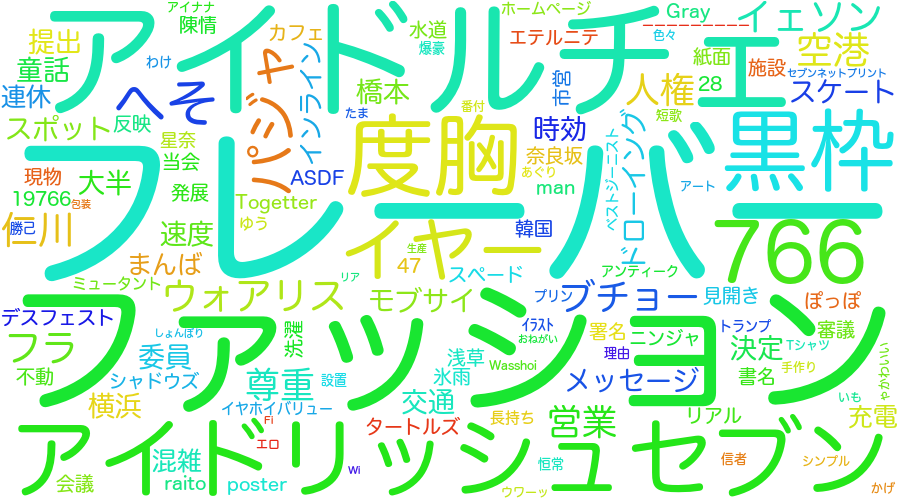 アイナナ
ホームページ
Gray
ーーーーーーーーー
イェソン
アイドルチェ
陳情
カフェ
水道
エテルニテ
色々
提出
爆豪
紙面
空港
童話
わけ
パジャ
インライン
施設
セブンネットプリント
連休
へそ
橋本
市宮
人権
28
スケート
スポット
反映
たま
度胸
番付
時効
ベストジーニスト
ドローイング
短歌
黒枠
星奈
当会
奈良坂
現物
大半
ASDF
あぐり
man
アート
19766
包装
発展
Togetter
フレーバー
勝己
仁川
速度
ゆう
イヤー
韓国
766
まんば
47
生産
スペード
アンティーク
ミュータント
ウォアリス
リア
モブサイ
プリン
ブチョー
見開き
ぽっぽ
デスフェスト
ファッション
ｲﾗｽﾄ
署名
トランプ
審議
しょんぼり
フラ
委員
洗濯
おねがい
ニンジャ
決定
Tシャツ
浅草
理由
Wasshoi
不動
シャドウズ
尊重
設置
氷雨
メッセージ
書名
手作り
横浜
イヤホイバリュー
交通
長持ち
営業
リアル
いも
充電
Fi
タートルズ
アイドリッシュセブン
エロ
混雑
恒常
信者
シンプル
会議
raito
poster
Wi
ウワーッ
かげ